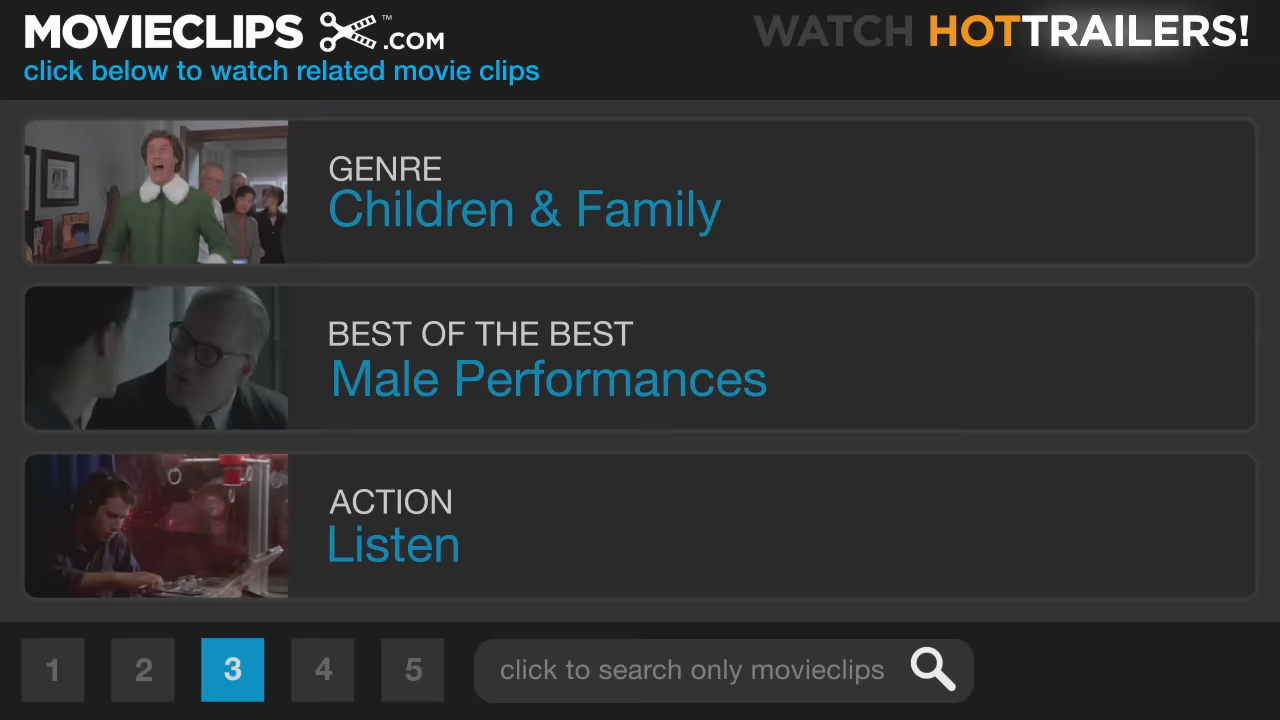 MOVIECLIPS ™ .COM
WATCH HOTTRAILERS!
click below to watch related movie clips
GENRE
Children & Family
BEST OF THE BEST
Male Performances
ACTION
Listen
1 2 3 4 5 click to search only movieclips